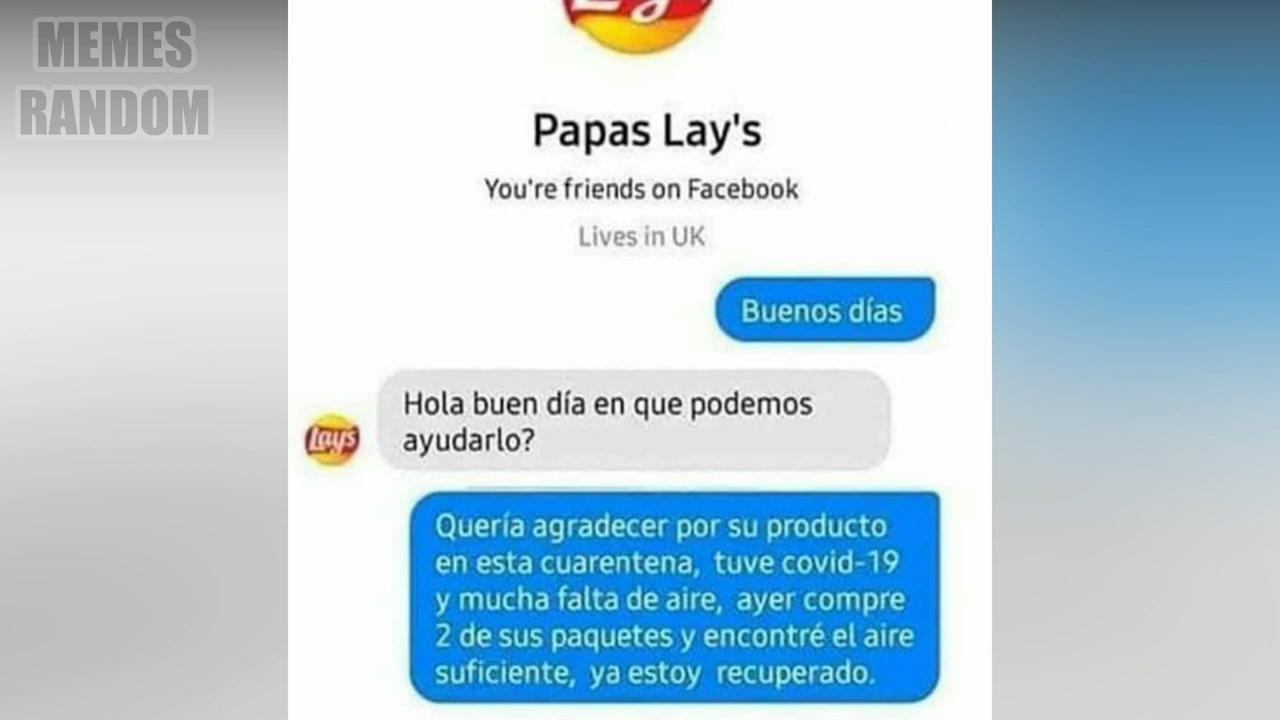 MEMES
RANDOM
Lay's
Papas Lay's
You're friends on Facebook
Lives in UK
Buenos días
Hola buen día en que podemos
ayudarlo?
Lays
Quería agradecer por su producto
en esta cuarentena, tuve covid-19
y mucha falta de aire, ayer compre
2 de sus paquetes y encontré el aire
suficiente, ya estoy recuperado.